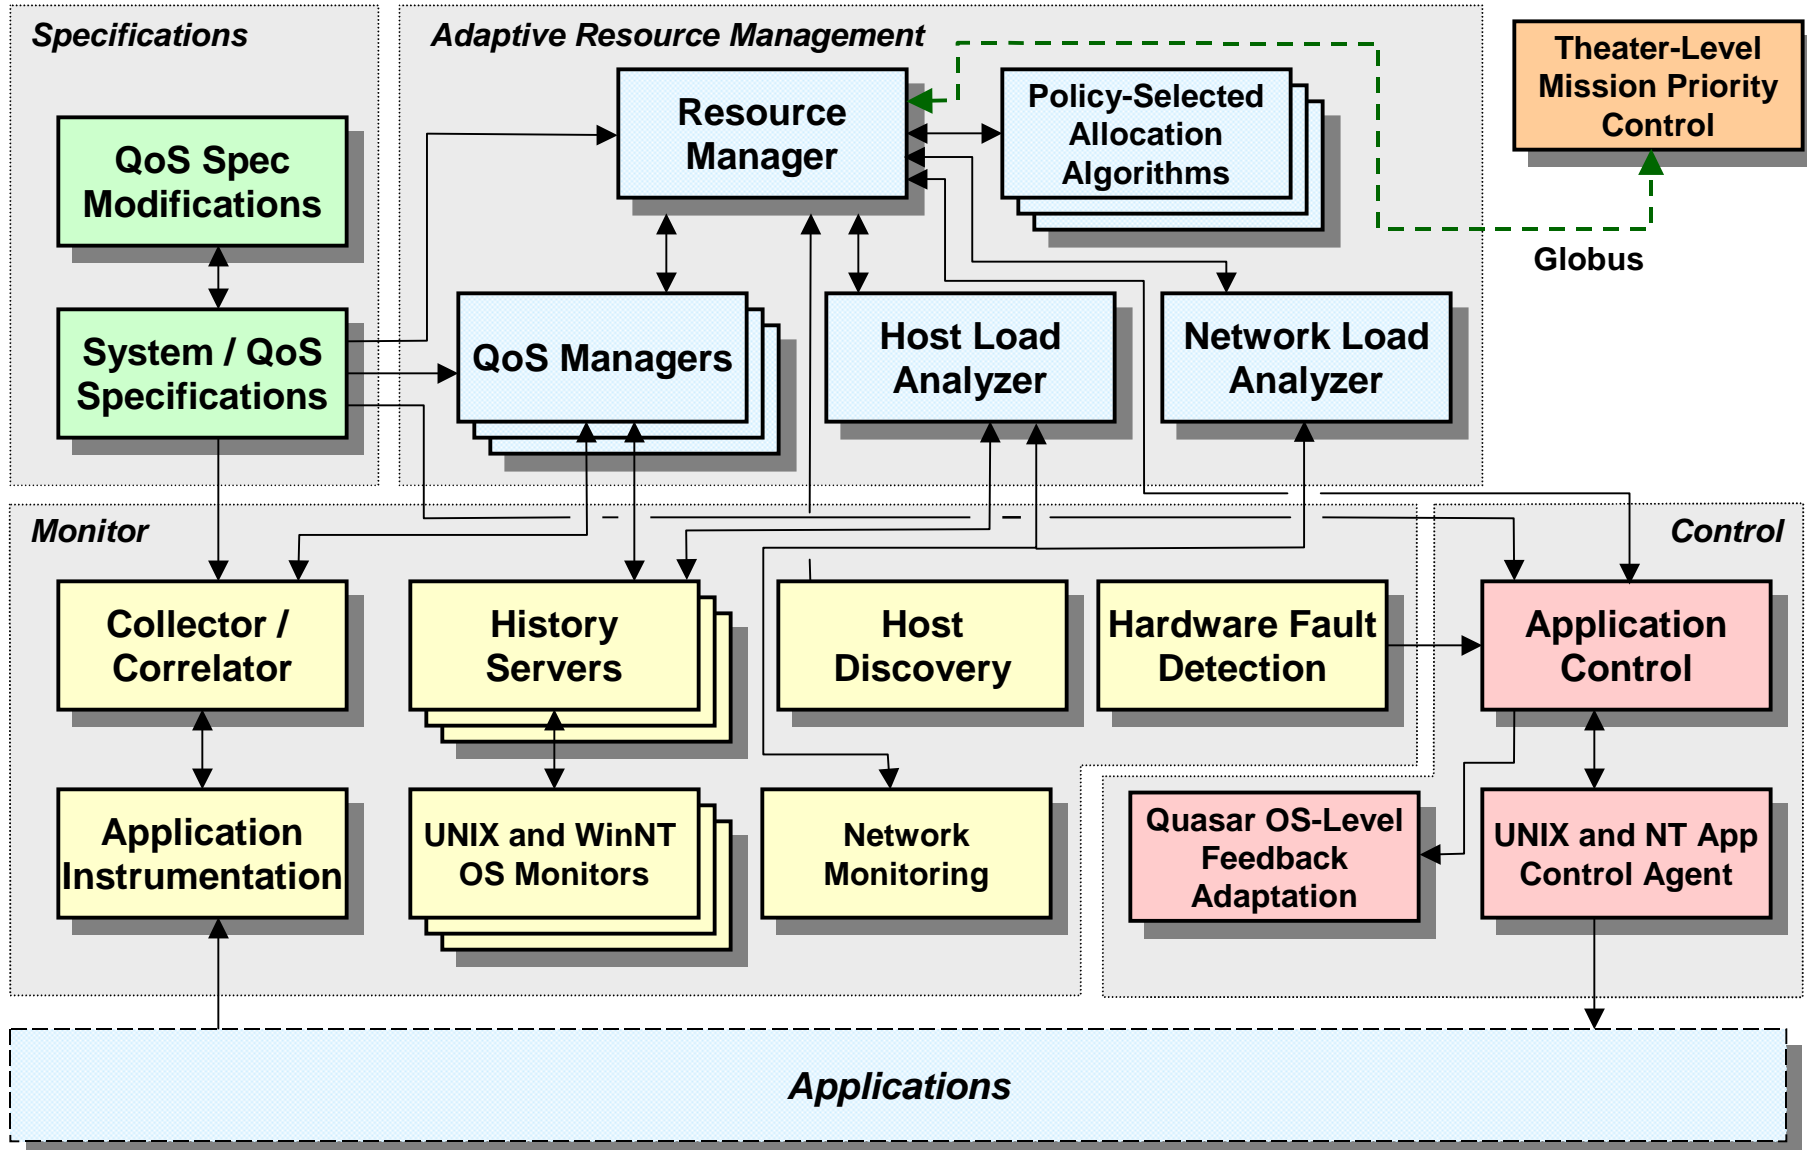 Specifications
Adaptive Resource Management
Theater-Level
Mission Priority
Control
Resource
Manager
Policy-Selected
Allocation
Algorithms
QoS Spec
Modifications
Globus
System / QoS
Specifications
QoS Managers
Host Load
Analyzer
Network Load
Analyzer
Monitor
Control
Collector /
Correlator
History
Servers
Host
Discovery
Hardware Fault
Detection
Application
Control
Application
Instrumentation
UNIX and WinNT
OS Monitors
Network
Monitoring
Quasar OS-Level
Feedback
Adaptation
UNIX and NT App
Control Agent
Applications